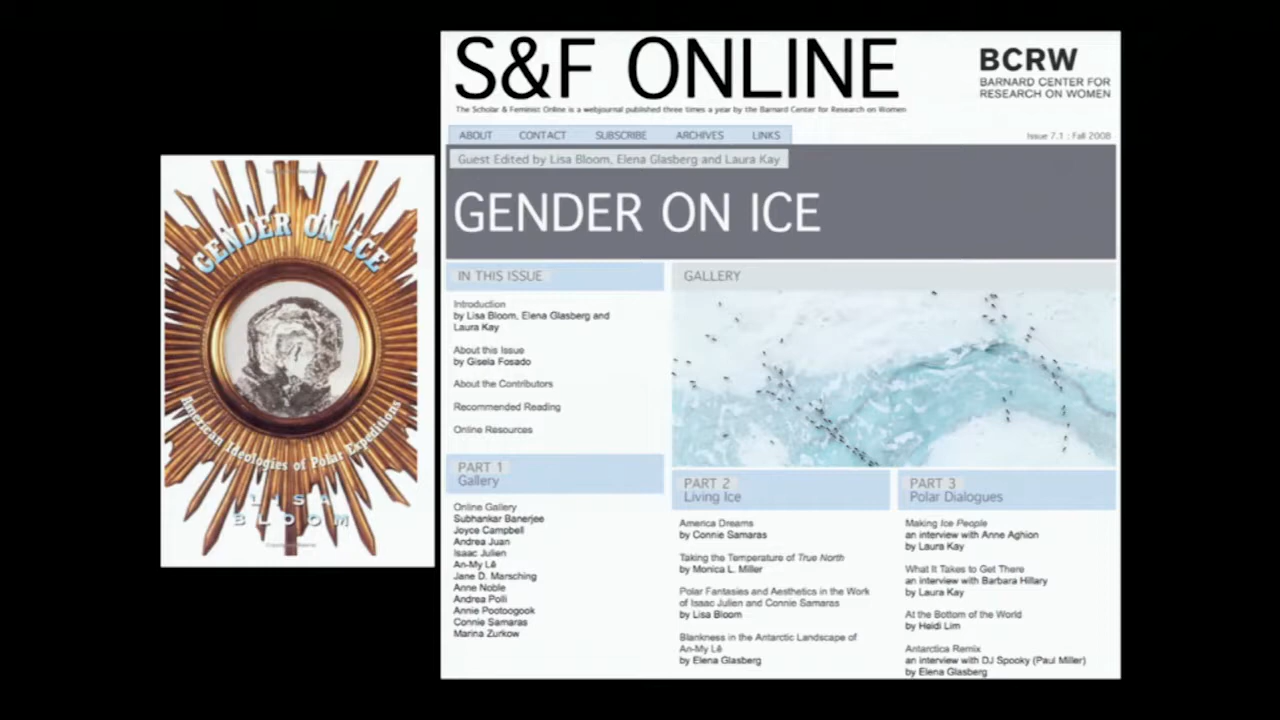 GENDER ON ICE
American Ideologies of Polar Expeditions
LISA
BLOOM
S&F ONLINE
The Scholar & Feminist Online is a webjournal published three times a year by the Barnard Center for Research on Women
BCRW
BARNARD CENTER FOR
RESEARCH ON WOMEN
ABOUT CONTACT SUBSCRIBE ARCHIVES LINKS
Issue 7.1 : Fall 2008
Guest Edited by Lisa Bloom, Elena Glasberg and Laura Kay
GENDER ON ICE
IN THIS ISSUE
Introduction
by Lisa Bloom, Elena Glasberg and
Laura Kay
About this Issue
by Gisela Fosado
About the Contributors
Recommended Reading
Online Resources
GALLERY
PART 1
Gallery
Online Gallery
Subhankar Banerjee
Joyce Campbell
Andrea Juan
Isaac Julien
An-My Lê
Jane D. Marsching
Anne Noble
Andrea Polli
Annie Pootoogook
Connie Samaras
Marina Zurkow
PART 2
Living Ice
America Dreams
by Connie Samaras
Taking the Temperature of True North
by Monica L. Miller
Polar Fantasies and Aesthetics in the Work
of Isaac Julien and Connie Samaras
by Lisa Bloom
Blankness in the Antarctic Landscape of
An-My Lê
by Elena Glasberg
PART 3
Polar Dialogues
Making Ice People
an interview with Anne Aghion
by Laura Kay
What It Takes to Get There
an interview with Barbara Hillary
by Laura Kay
At the Bottom of the World
by Heidi Lim
Antarctica Remix
an interview with DJ Spooky (Paul Miller)
by Elena Glasberg